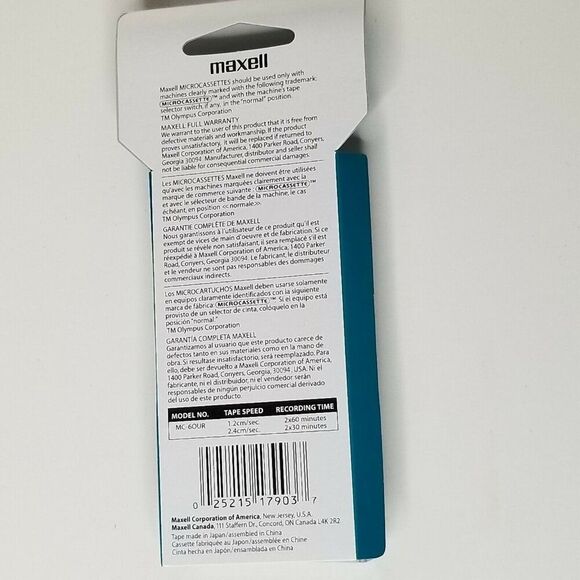 maxell
Maxell MICROCASSETTES should be used only with
machines clearly marked with the following trademark:
MICROCASSETTE ™ and with the machine's tape
selector switch, if any, in the "normal" position.
TM Olympus Corporation
MAXELL FULL WARRANTY
We warrant to the user of this product that it is free from
defective materials and workmanship. If the product
proves unsatisfactory, it will be replaced if returned to
Maxell Corporation of America, 1400 Parker Road, Conyers,
Georgia 30094. Manufacturer, distributor and seller shall
not be liable for consequential commercial damages.
Les MICROCASSETTES Maxell ne doivent être utilisées
qu'avec les machines marquées clairement avec la
marque de commerce suivante: MICROCASSETTE ™
et avec le sélecteur de bande de la machine, le cas
échéant, en position << normale>>.
TM Olympus Corporation
GARANTIE COMPLÈTE DE MAXELL
Nous garantissons à l'utilisateur de ce produit qu'il est
exempt de vices de main d'oeuvre et de fabrication. Si ce
produit se révèle non satisfaisant, il sera remplacé s'il est
réexpédié à Maxell Corporation of America, 1400 Parker
Road, Conyers, Georgia 30094. Le fabricant, le distributeur
et le vendeur ne sont pas responsables des dommages
commerciaux indirects.
Los MICROCARTUCHOS Maxell deben usarse solamente
en equipos claramente identificados con la siguiente
marca de fábrica: MICROCASSETTE ™ Si el equipo está
provisto de un selector de cinta, colóquelo en la
posición "normal."
TM Olympus Corporation
GARANTÍA COMPLETA MAXELL
Garantizamos al usuario que este producto carece de
defectos tanto en sus materiales como en la mano de
obra. Si resultase insatisfactorio, será reemplazado. Para
ello, debe ser devuelto a Maxell Corporation of America,
1400 Parker Road, Conyers, Georgia, 30094, USA. Ni el
fabricante, ni el distribuidor, ni el vendedor serán
responsables de ningún perjuicio comercial derivado
del uso de este producto.
MODEL NO. TAPE SPEED RECORDING TIME
MC-60UR 1.2cm/sec. 2x60 minutes
2.4cm/sec. 2x30 minutes
0 25215 17903 7
Maxell Corporation of America, New Jersey, U.S.A.
Maxell Canada, 111 Staffern Dr., Concord, ON Canada L4K 2R2
Tape made in Japan/assembled in China
Cassette fabriquée au Japon/assemblée en Chine
Cinta hecha en Japón/ensamblada en China